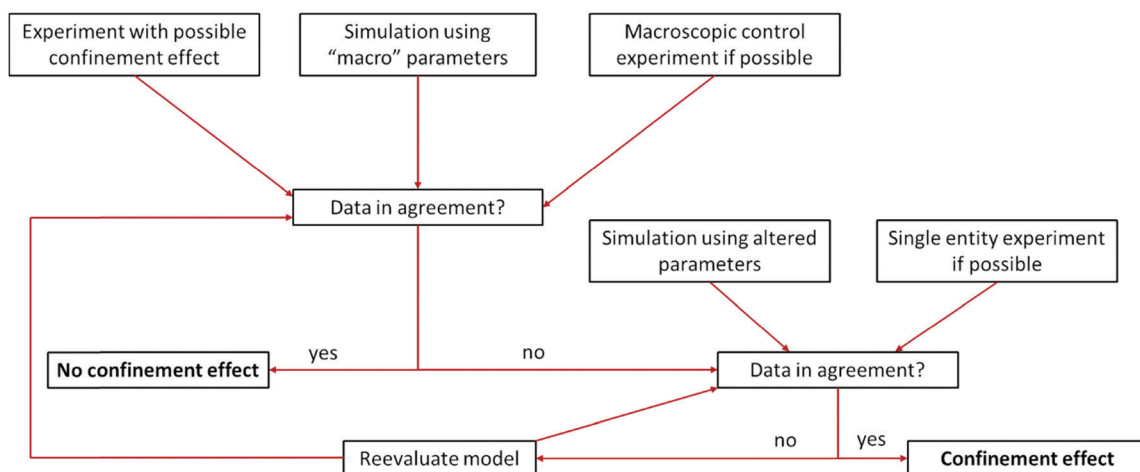 Experiment with possible
confinement effect
Simulation using
“macro” parameters
Macroscopic control
experiment if possible
Data in agreement?
Simulation using altered
parameters
Single entity experiment
if possible
yes
no
No confinement effect
Data in agreement?
no
yes
Reevaluate model
Confinement effect